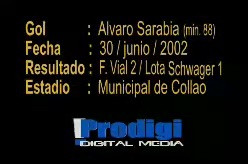 Gol : Alvaro Sarabia (min. 88)
Fecha : 30 / junio / 2002
Resultado : F. Vial 2 / Lota Schwager 1
Estadio : Municipal de Collao
Prodigi
DIGITAL MEDIA